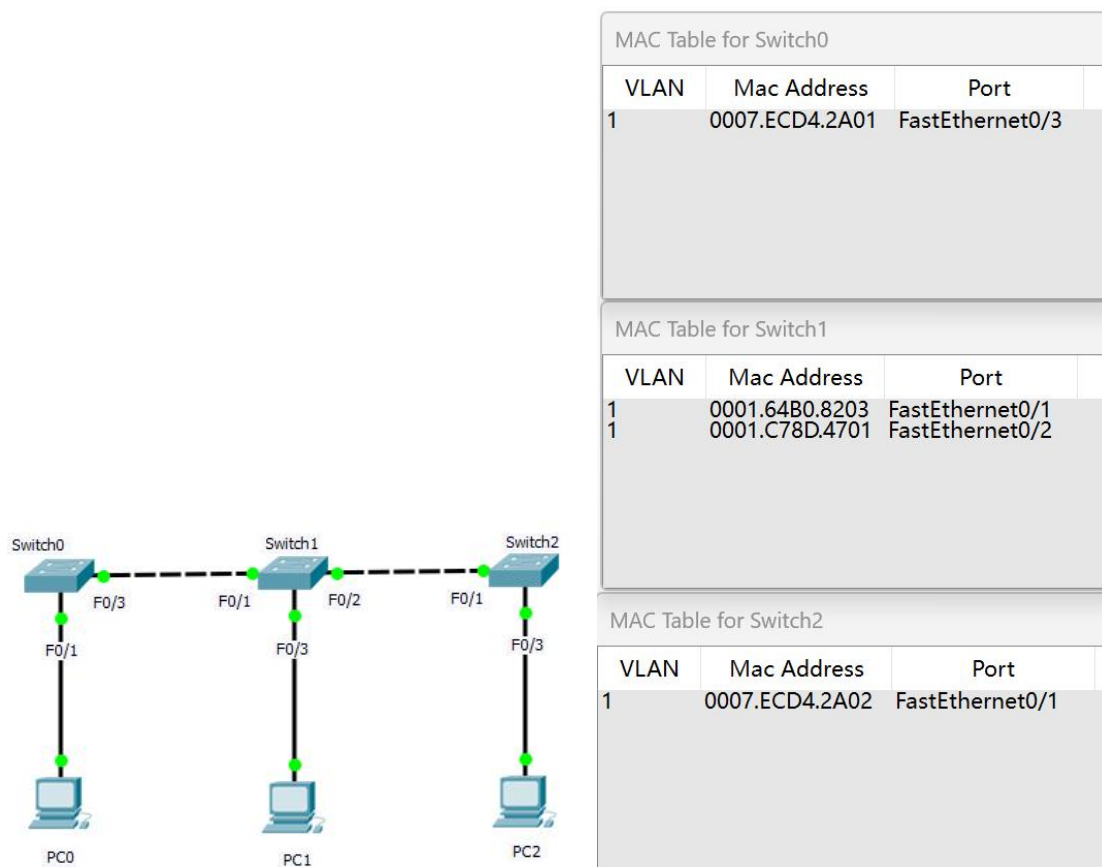 MAC Table for Switch0
VLAN Mac Address Port
1 0007.ECD4.2A01 FastEthernet0/3
MAC Table for Switch1
VLAN Mac Address Port
1 0001.64B0.8203 FastEthernet0/1
1 0001.C78D.4701 FastEthernet0/2
MAC Table for Switch2
VLAN Mac Address Port
1 0007.ECD4.2A02 FastEthernet0/1
Switch0 Switch1 Switch2
F0/3 F0/1 F0/2 F0/1
F0/1 F0/3 F0/3
PC0 PC1 PC2